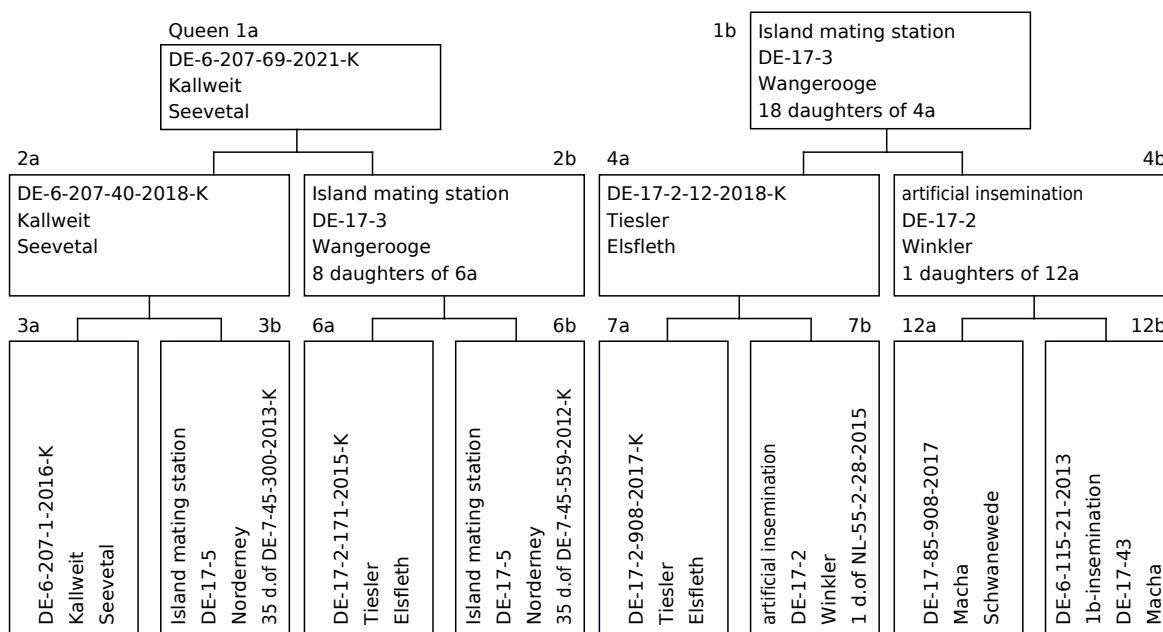 Queen 1a
DE-6-207-69-2021-K
Kallweit
Seevetal
1b
Island mating station
DE-17-3
Wangerooge
18 daughters of 4a
2a
DE-6-207-40-2018-K
Kallweit
Seevetal
2b
Island mating station
DE-17-3
Wangerooge
8 daughters of 6a
4a
DE-17-2-12-2018-K
Tiesler
Elsfleth
4b
artificial insemination
DE-17-2
Winkler
1 daughters of 12a
3a
DE-6-207-1-2016-K
Kallweit
Seevetal
3b
Island mating station
DE-17-5
Norderney
35 d.of DE-7-45-300-2013-K
6a
DE-17-2-171-2015-K
Tiesler
Elsfleth
6b
Island mating station
DE-17-5
Norderney
35 d.of DE-7-45-559-2012-K
7a
DE-17-2-908-2017-K
Tiesler
Elsfleth
7b
artificial insemination
DE-17-2
Winkler
1 d.of NL-55-2-28-2015
12a
DE-17-85-908-2017
Macha
Schwanewede
12b
DE-6-115-21-2013
1b-insemination
DE-17-43
Macha